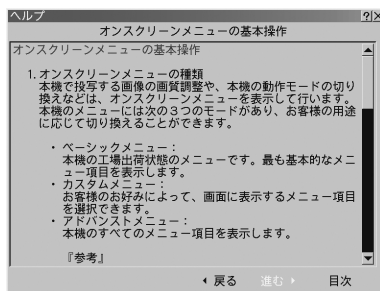 ヘルプ
オンスクリーンメニューの基本操作
オンスクリーンメニューの基本操作
1. オンスクリーンメニューの種類
本機で投写する画像の画質調整や、本機の動作モードの切り
換えなどは、オンスクリーンメニューを表示して行います。
本機のメニューには次の3つのモードがあり、お客様の用途
に応じて切り換えることができます。
・ ベーシックメニュー：
本機の工場出荷状態のメニューです。最も基本的なメニ
ュー項目を表示します。
・ カスタムメニュー：
お客様のお好みによって、画面に表示するメニュー項目
を選択できます。
・ アドバンストメニュー：
本機のすべてのメニュー項目を表示します。
『参考』
戻る 進む 目次